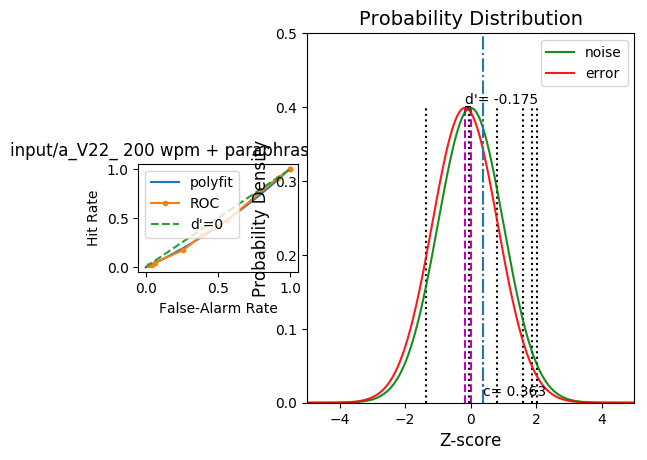 input/a_V22_ 200 wpm + paraphras
1.0
0.5
0.0
Hit Rate
polyfit
ROC
d'=0
0.0
0.5
1.0
False-Alarm Rate
Probability Distribution
0.5
0.4
0.3
0.2
0.1
0.0
Probability Density
noise
error
d'= -0.175
c= 0.363
−4
−2
0
2
4
Z-score